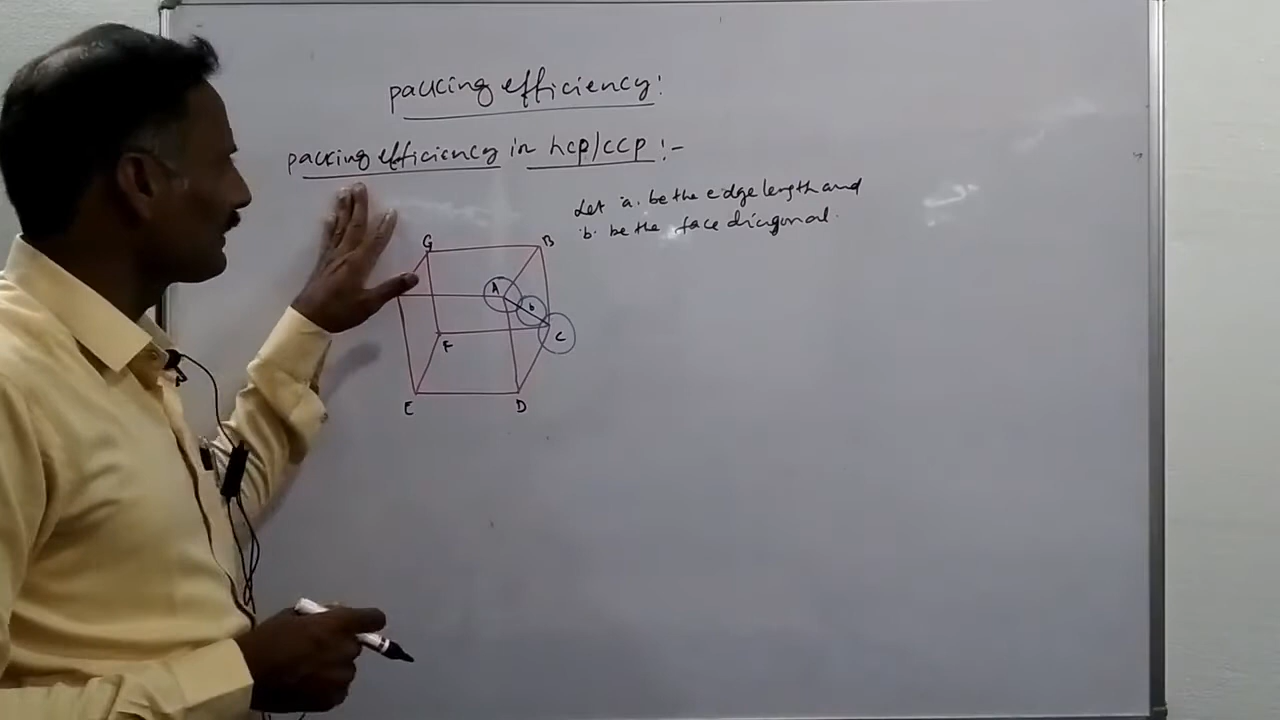 packing efficiency:
packing efficiency in hcp/ccp :-
Let 'a' be the edge length and
'b' be the face diagonal.
G B
A
b
C
F
E D